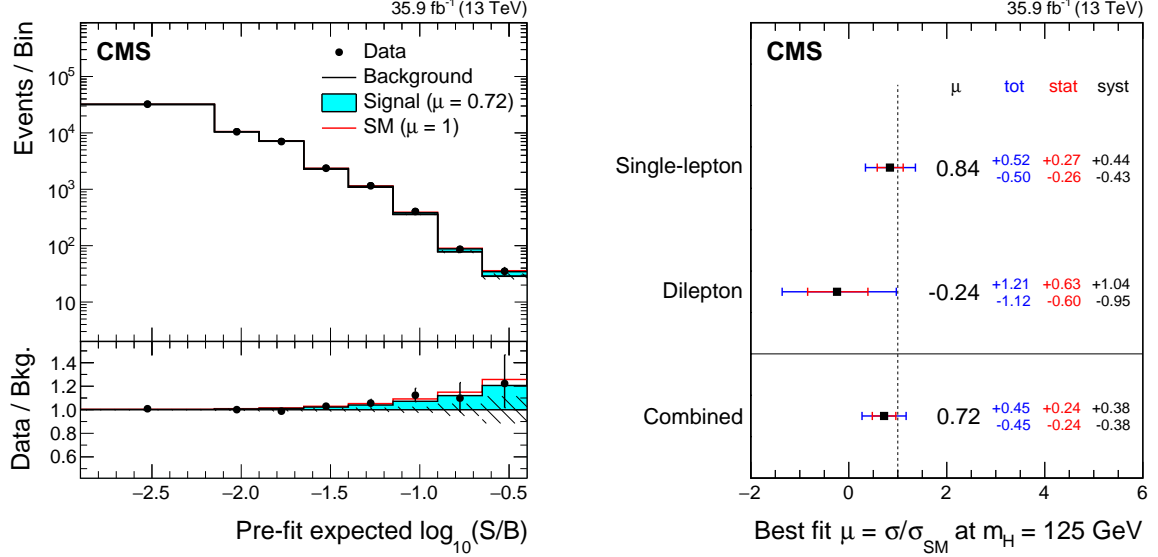 35.9 fb⁻¹ (13 TeV)
CMS
Data
Background
Signal (μ = 0.72)
SM (μ = 1)
Events / Bin
10⁵
10⁴
10³
10²
10
Data / Bkg.
1.4
1.2
1.0
0.8
0.6
−2.5 −2.0 −1.5 −1.0 −0.5
Pre-fit expected log₁₀(S/B)
35.9 fb⁻¹ (13 TeV)
CMS
μ tot stat syst
Single-lepton 0.84 +0.52 -0.50 +0.27 -0.26 +0.44 -0.43
Dilepton -0.24 +1.21 -1.12 +0.63 -0.60 +1.04 -0.95
Combined 0.72 +0.45 -0.45 +0.24 -0.24 +0.38 -0.38
−2 0 2 4 6
Best fit μ = σ/σ_SM at m_H = 125 GeV